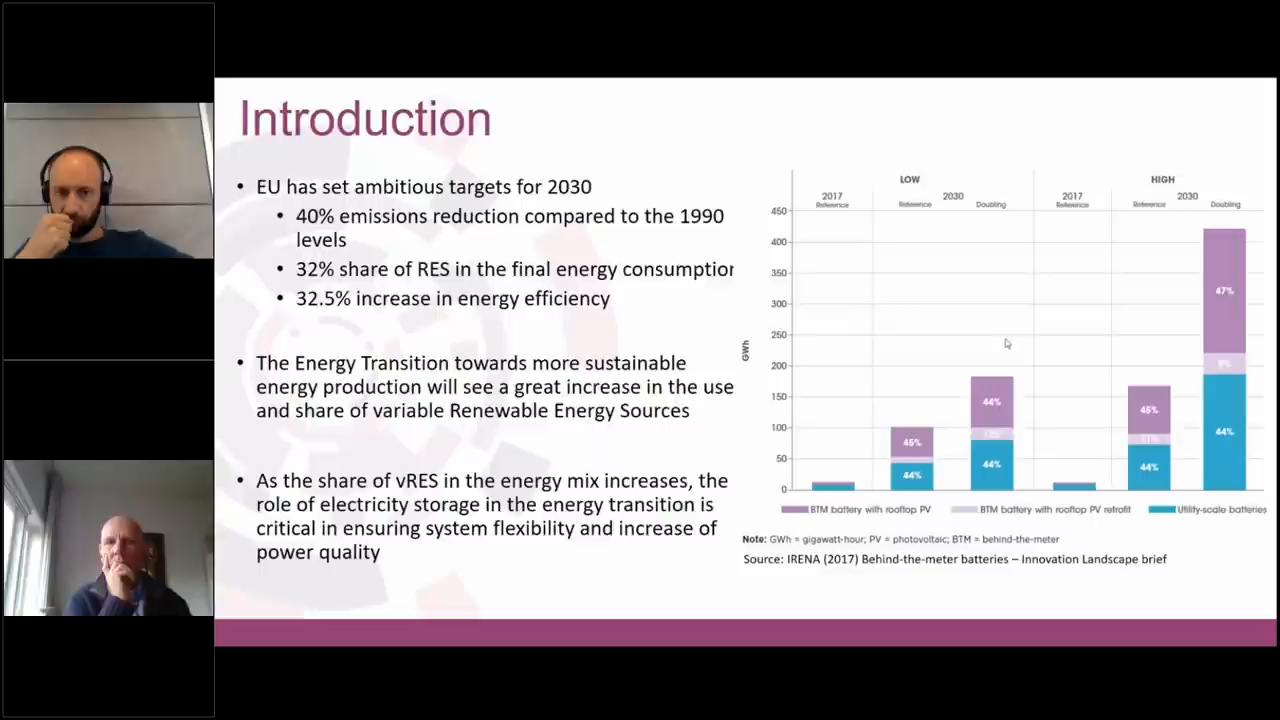 Introduction
• EU has set ambitious targets for 2030
• 40% emissions reduction compared to the 1990
levels
• 32% share of RES in the final energy consumption
• 32.5% increase in energy efficiency
• The Energy Transition towards more sustainable
energy production will see a great increase in the use
and share of variable Renewable Energy Sources
• As the share of vRES in the energy mix increases, the
role of electricity storage in the energy transition is
critical in ensuring system flexibility and increase of
power quality
LOW HIGH
2017 2030 2017 2030
Reference Reference Doubling Reference Reference Doubling
GWh
450
400
350
300
250
200
150
100
50
0
45%
44%
44%
44%
45%
44%
47%
44%
BTM battery with rooftop PV BTM battery with rooftop PV retrofit Utility-scale batteries
Note: GWh = gigawatt-hour; PV = photovoltaic; BTM = behind-the-meter
Source: IRENA (2017) Behind-the-meter batteries – Innovation Landscape brief